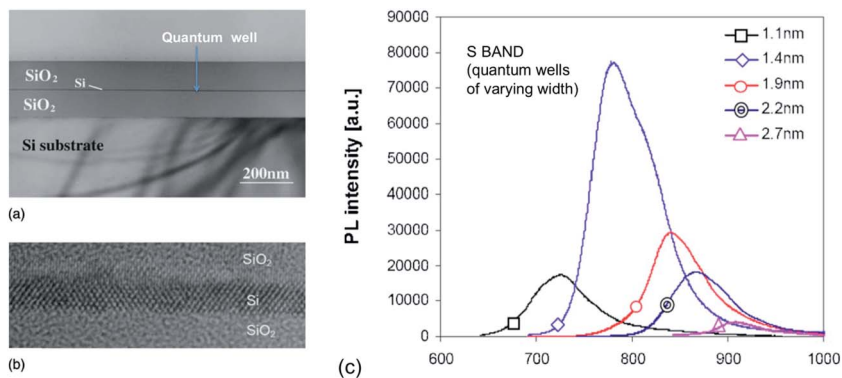 Quantum well
SiO₂
Si
SiO₂
Si substrate
200nm
(a)
SiO₂
Si
SiO₂
(b)
(c)
PL intensity [a.u.]
90000
80000
70000
60000
50000
40000
30000
20000
10000
0
600 700 800 900 1000
S BAND
(quantum wells
of varying width)
1.1nm
1.4nm
1.9nm
2.2nm
2.7nm